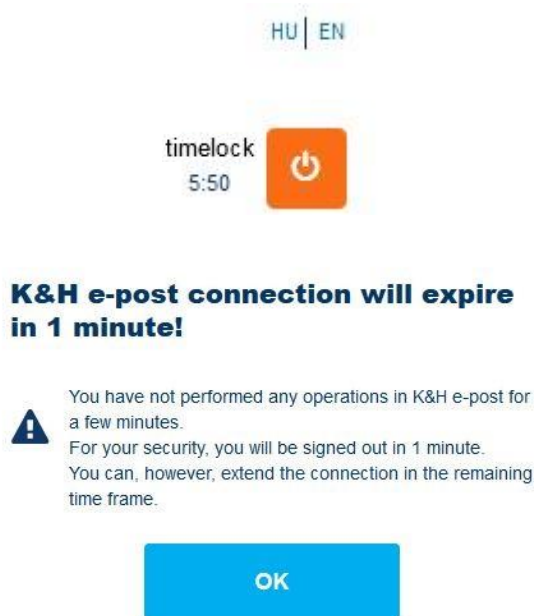 HU | EN
timelock
5:50
K&H e-post connection will expire
in 1 minute!
You have not performed any operations in K&H e-post for
a few minutes.
For your security, you will be signed out in 1 minute.
You can, however, extend the connection in the remaining
time frame.
OK